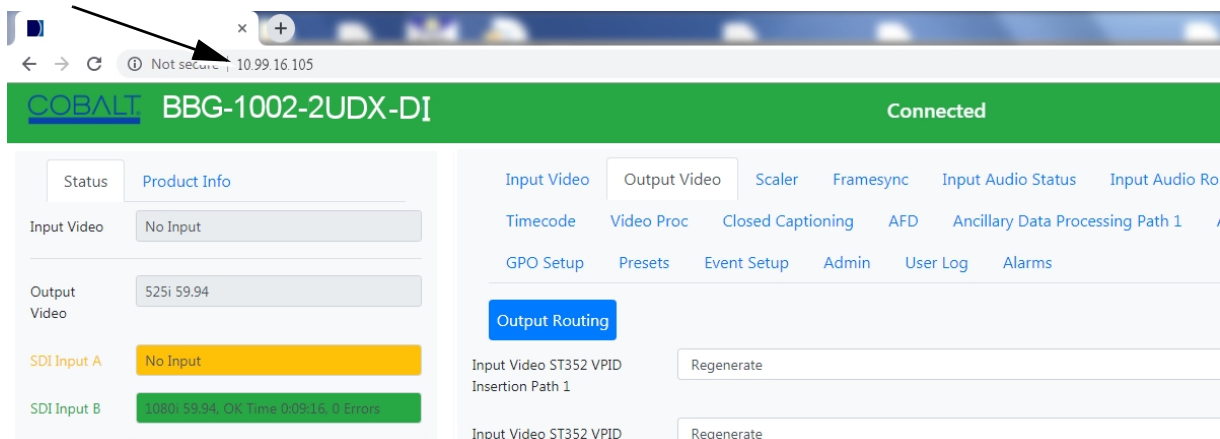 Not secure | 10.99.16.105
COBALT BBG-1002-2UDX-DI Connected
Status Product Info
Input Video No Input
Output Video 525i 59.94
SDI Input A No Input
SDI Input B 1080i 59.94, OK Time 0:09:16, 0 Errors
Input Video Output Video Scaler Framesync Input Audio Status Input Audio Ro
Timecode Video Proc Closed Captioning AFD Ancillary Data Processing Path 1 A
GPO Setup Presets Event Setup Admin User Log Alarms
Output Routing
Input Video ST352 VPID Insertion Path 1 Regenerate
Input Video ST352 VPID Regenerate